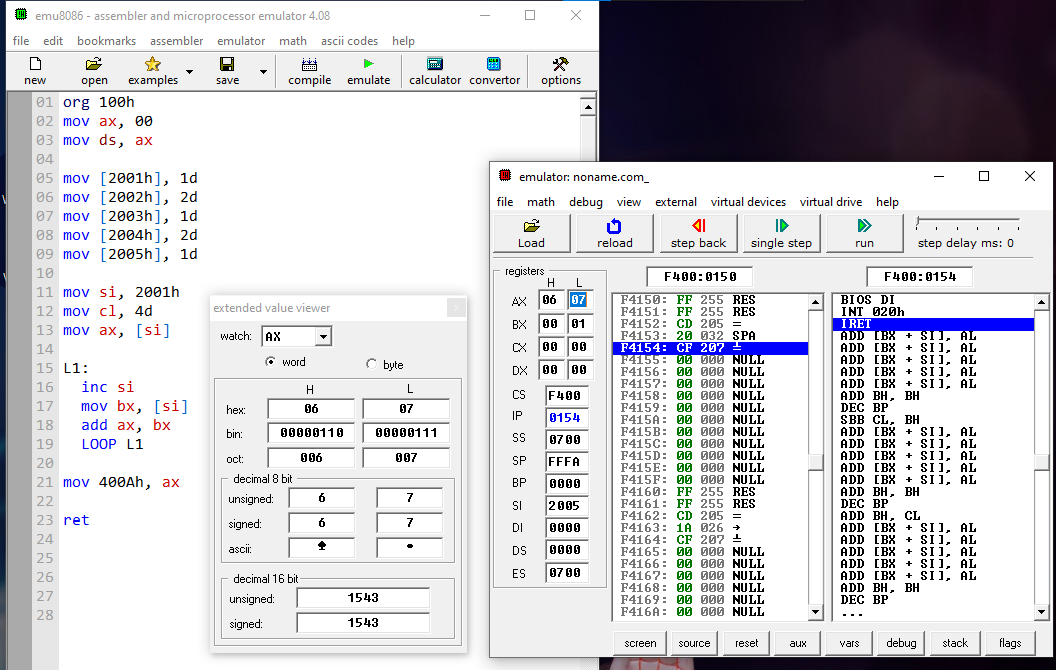 emu8086 - assembler and microprocessor emulator 4.08
file edit bookmarks assembler emulator math ascii codes help
new open examples save compile emulate calculator convertor options
01 org 100h
02 mov ax, 00
03 mov ds, ax
04
05 mov [2001h], 1d
06 mov [2002h], 2d
07 mov [2003h], 1d
08 mov [2004h], 2d
09 mov [2005h], 1d
10
11 mov si, 2001h
12 mov cl, 4d
13 mov ax, [si]
14
15 L1:
16 inc si
17 mov bx, [si]
18 add ax, bx
19 LOOP L1
20
21 mov 400Ah, ax
22
23 ret
24
25
26
27
28
extended value viewer
watch: AX
word byte
H L
hex: 06 07
bin: 00000110 00000111
oct: 006 007
decimal 8 bit
unsigned: 6 7
signed: 6 7
ascii: ♠ •
decimal 16 bit
unsigned: 1543
signed: 1543
emulator: noname.com_
file math debug view external virtual devices virtual drive help
Load reload step back single step run step delay ms: 0
registers
H L
AX 06 07
BX 00 01
CX 00 00
DX 00 00
CS F400
IP 0154
SS 0700
SP FFFA
BP 0000
SI 2005
DI 0000
DS 0000
ES 0700
F400:0150
F4150: FF 255 RES
F4151: FF 255 RES
F4152: CD 205 =
F4153: 20 032 SPA
F4154: CF 207 ╧
F4155: 00 000 NULL
F4156: 00 000 NULL
F4157: 00 000 NULL
F4158: 00 000 NULL
F4159: 00 000 NULL
F415A: 00 000 NULL
F415B: 00 000 NULL
F415C: 00 000 NULL
F415D: 00 000 NULL
F415E: 00 000 NULL
F415F: 00 000 NULL
F4160: FF 255 RES
F4161: FF 255 RES
F4162: CD 205 =
F4163: 1A 026 →
F4164: CF 207 ╧
F4165: 00 000 NULL
F4166: 00 000 NULL
F4167: 00 000 NULL
F4168: 00 000 NULL
F4169: 00 000 NULL
F416A: 00 000 NULL
F400:0154
BIOS DI
INT 020h
IRET
ADD [BX + SI], AL
ADD [BX + SI], AL
ADD [BX + SI], AL
ADD [BX + SI], AL
ADD [BX + SI], AL
ADD BH, BH
DEC BP
SBB CL, BH
ADD [BX + SI], AL
ADD [BX + SI], AL
ADD [BX + SI], AL
ADD [BX + SI], AL
ADD [BX + SI], AL
ADD BH, BH
DEC BP
ADD BH, CL
ADD [BX + SI], AL
ADD [BX + SI], AL
ADD [BX + SI], AL
ADD [BX + SI], AL
ADD [BX + SI], AL
ADD BH, BH
DEC BP
...
screen source reset aux vars debug stack flags